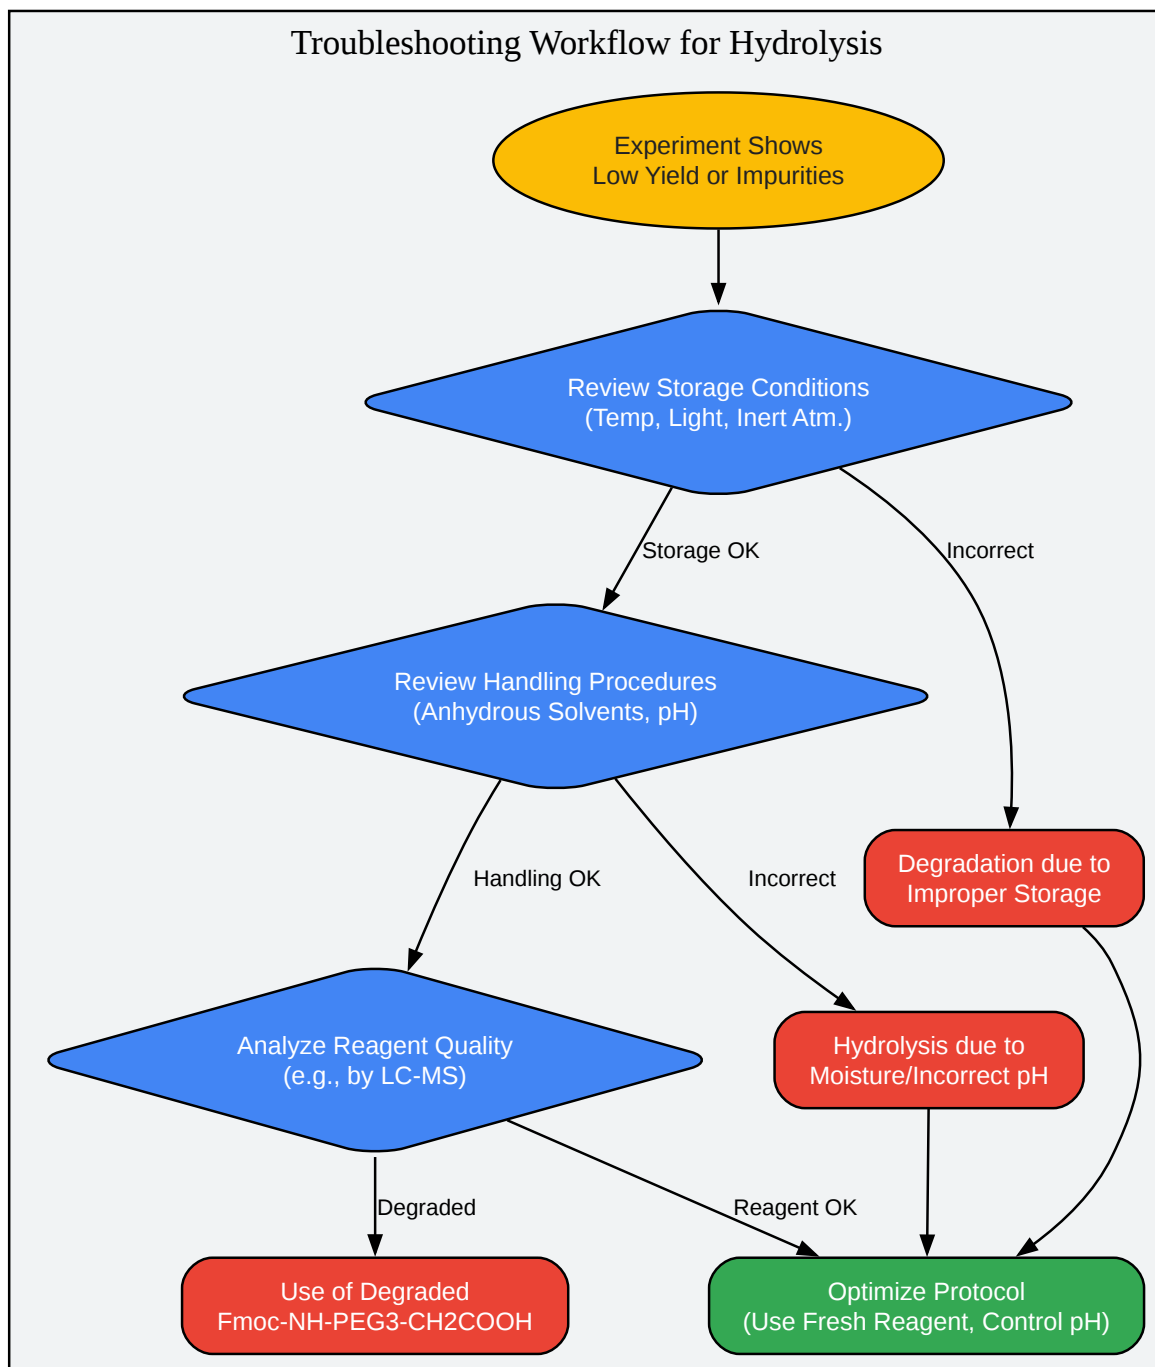 Troubleshooting Workflow for Hydrolysis
Experiment Shows
Low Yield or Impurities
Review Storage Conditions
(Temp, Light, Inert Atm.)
Storage OK
Incorrect
Review Handling Procedures
(Anhydrous Solvents, pH)
Handling OK
Incorrect
Degradation due to
Improper Storage
Analyze Reagent Quality
(e.g., by LC-MS)
Hydrolysis due to
Moisture/Incorrect pH
Degraded
Reagent OK
Use of Degraded
Fmoc-NH-PEG3-CH2COOH
Optimize Protocol
(Use Fresh Reagent, Control pH)